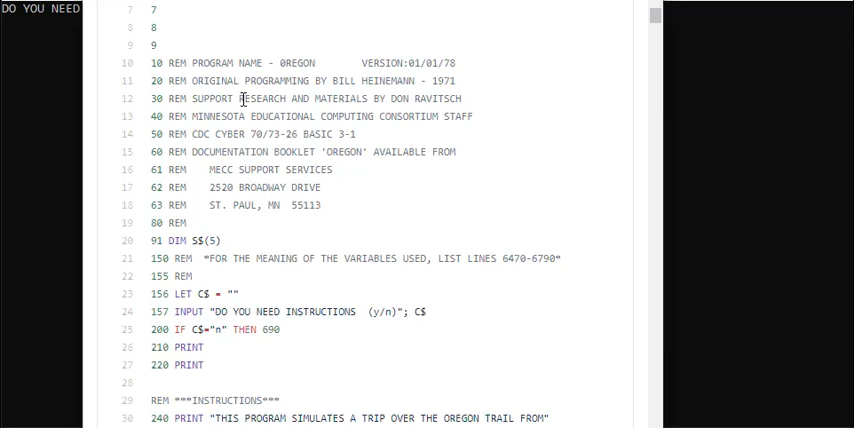 DO YOU NEED
7 7
8 8
9 9
10 10 REM PROGRAM NAME - 0REGON VERSION:01/01/78
11 20 REM ORIGINAL PROGRAMMING BY BILL HEINEMANN - 1971
12 30 REM SUPPORT RESEARCH AND MATERIALS BY DON RAVITSCH
13 40 REM MINNESOTA EDUCATIONAL COMPUTING CONSORTIUM STAFF
14 50 REM CDC CYBER 70/73-26 BASIC 3-1
15 60 REM DOCUMENTATION BOOKLET 'OREGON' AVAILABLE FROM
16 61 REM MECC SUPPORT SERVICES
17 62 REM 2520 BROADWAY DRIVE
18 63 REM ST. PAUL, MN 55113
19 80 REM
20 91 DIM S$(5)
21 150 REM *FOR THE MEANING OF THE VARIABLES USED, LIST LINES 6470-6790*
22 155 REM
23 156 LET C$ = ""
24 157 INPUT "DO YOU NEED INSTRUCTIONS (y/n)"; C$
25 200 IF C$="n" THEN 690
26 210 PRINT
27 220 PRINT
28
29 REM ***INSTRUCTIONS***
30 240 PRINT "THIS PROGRAM SIMULATES A TRIP OVER THE OREGON TRAIL FROM"